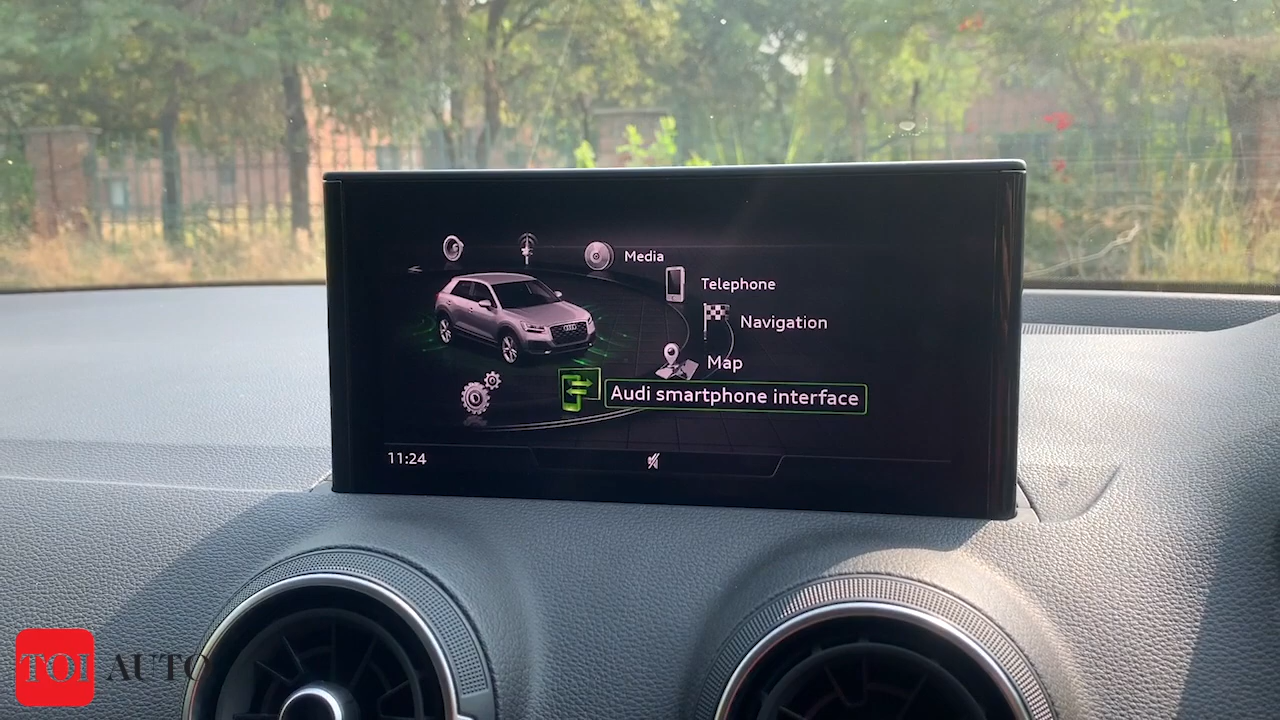 Media
Telephone
Navigation
Map
Audi smartphone interface
11:24
TOI AUTO